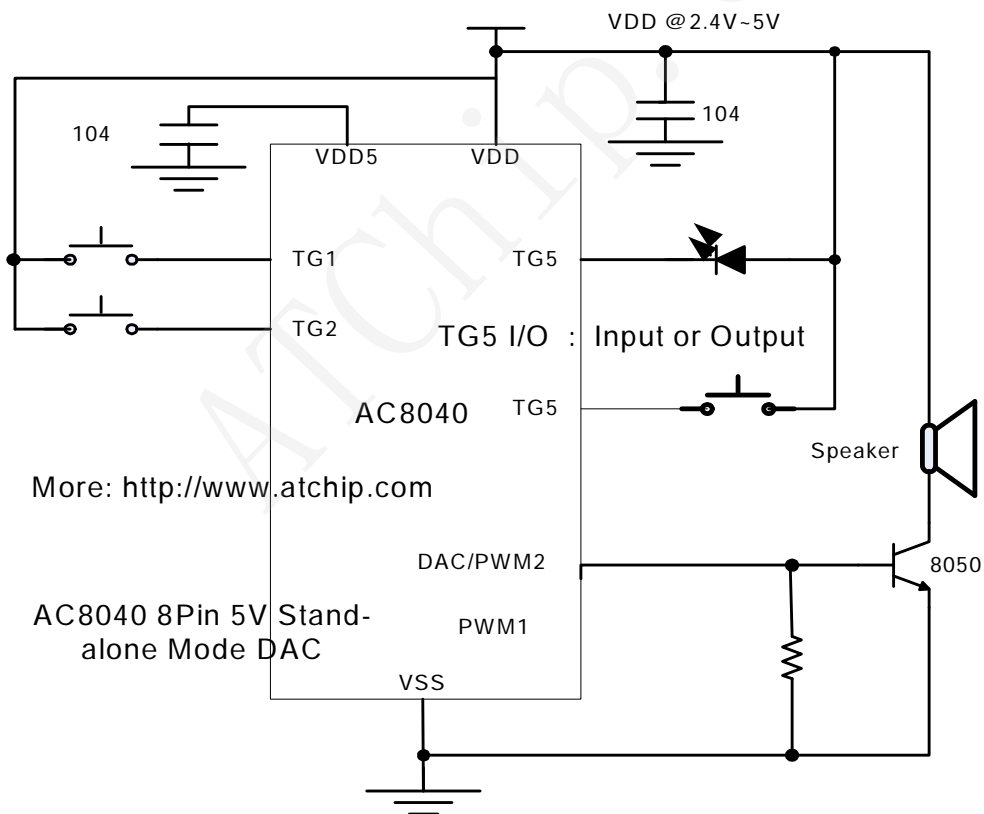 VDD @2.4V~5V
104
104
VDD5
VDD
TG1
TG5
TG2
TG5 I/O : Input or Output
TG5
AC8040
Speaker
More: http://www.atchip.com
DAC/PWM2
8050
AC8040 8Pin 5V Stand-
alone Mode DAC
PWM1
VSS
ATChip.